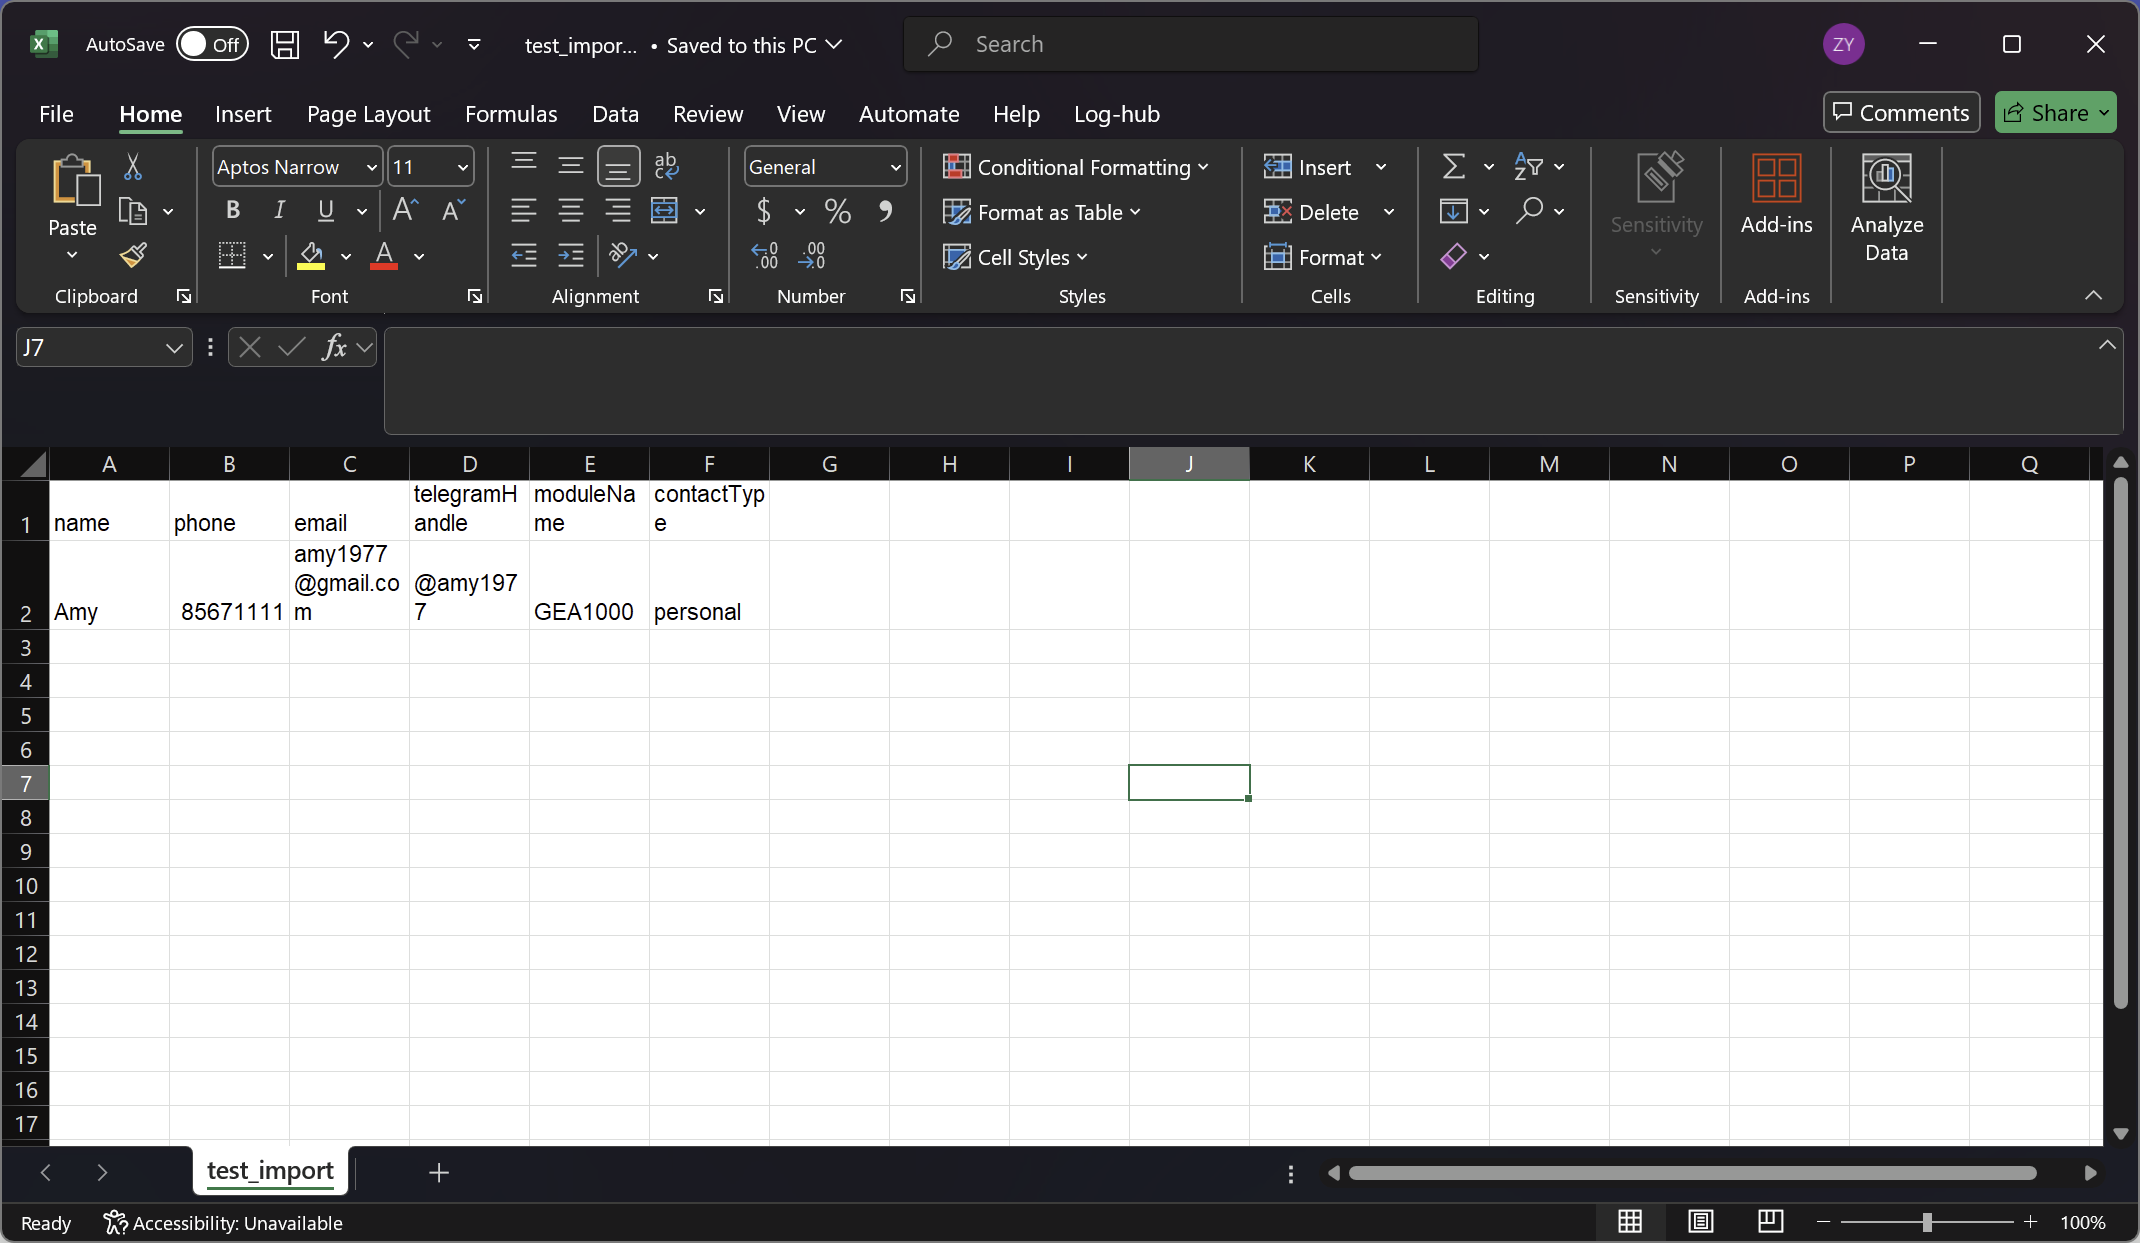 AutoSave Off test_impor... • Saved to this PC Search ZY
File Home Insert Page Layout Formulas Data Review View Automate Help Log-hub Comments Share
Paste
Clipboard
Aptos Narrow 11
B I U A A
A
Font
ab
Alignment
General
$ % 9
.00 .00
Number
Conditional Formatting
Format as Table
Cell Styles
Styles
Insert
Delete
Format
Cells
Editing
Sensitivity
Sensitivity
Add-ins
Add-ins
Analyze
Data
J7 fx
A B C D E F G H I J K L M N O P Q
1 name phone email telegramHandle moduleName contactType
2 Amy 85671111 amy1977@gmail.com @amy1977 GEA1000 personal
3
4
5
6
7
8
9
10
11
12
13
14
15
16
17
test_import
Ready Accessibility: Unavailable 100%